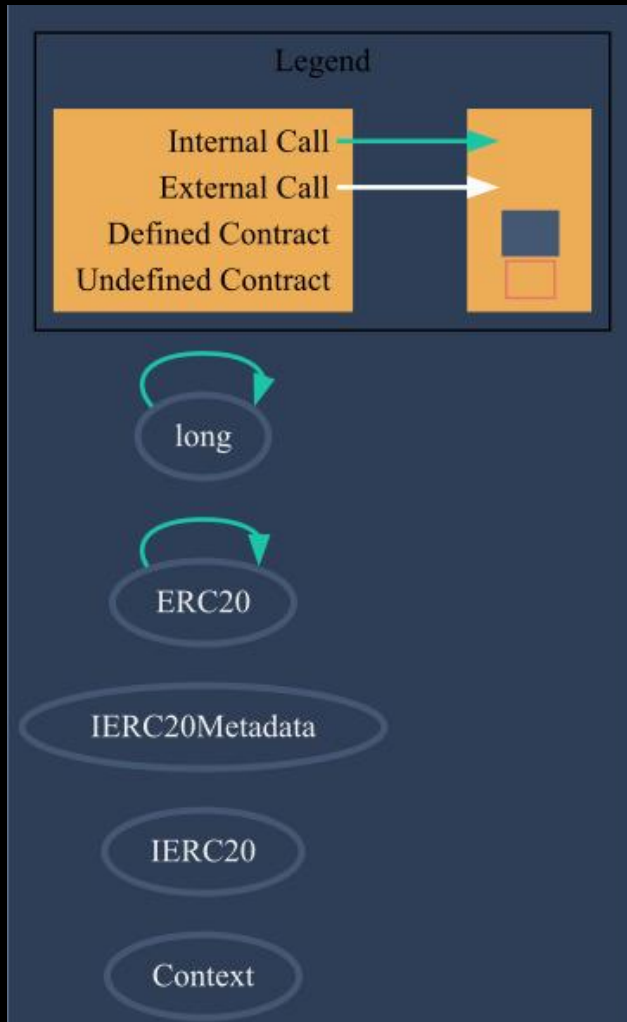 Legend
Internal Call
External Call
Defined Contract
Undefined Contract
long
ERC20
IERC20Metadata
IERC20
Context